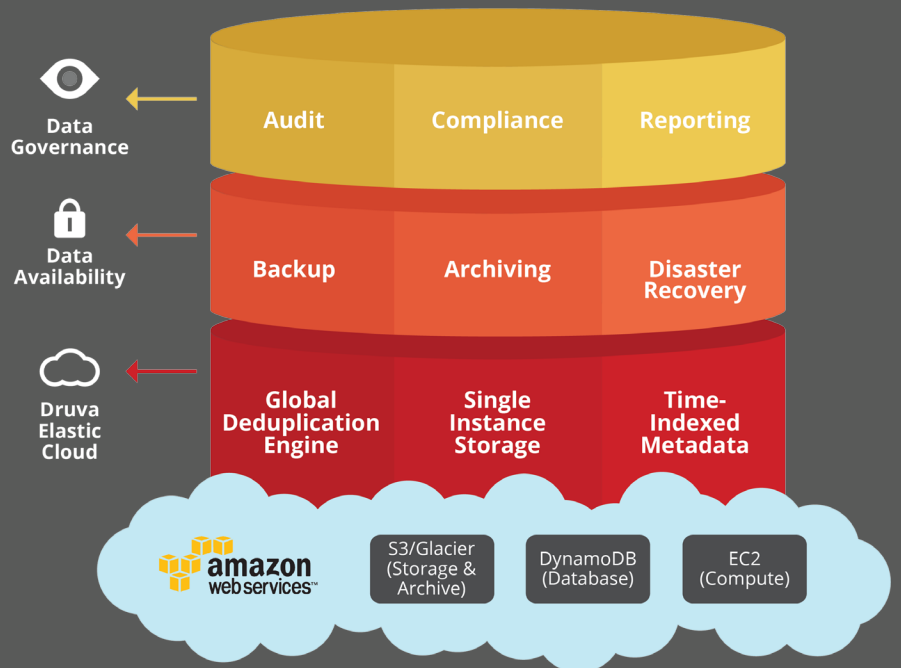 Data
Governance
Audit
Compliance
Reporting
Data
Availability
Backup
Archiving
Disaster
Recovery
Druva
Elastic
Cloud
Global
Deduplication
Engine
Single
Instance
Storage
Time-
Indexed
Metadata
amazon
web services™
S3/Glacier
(Storage &
Archive)
DynamoDB
(Database)
EC2
(Compute)